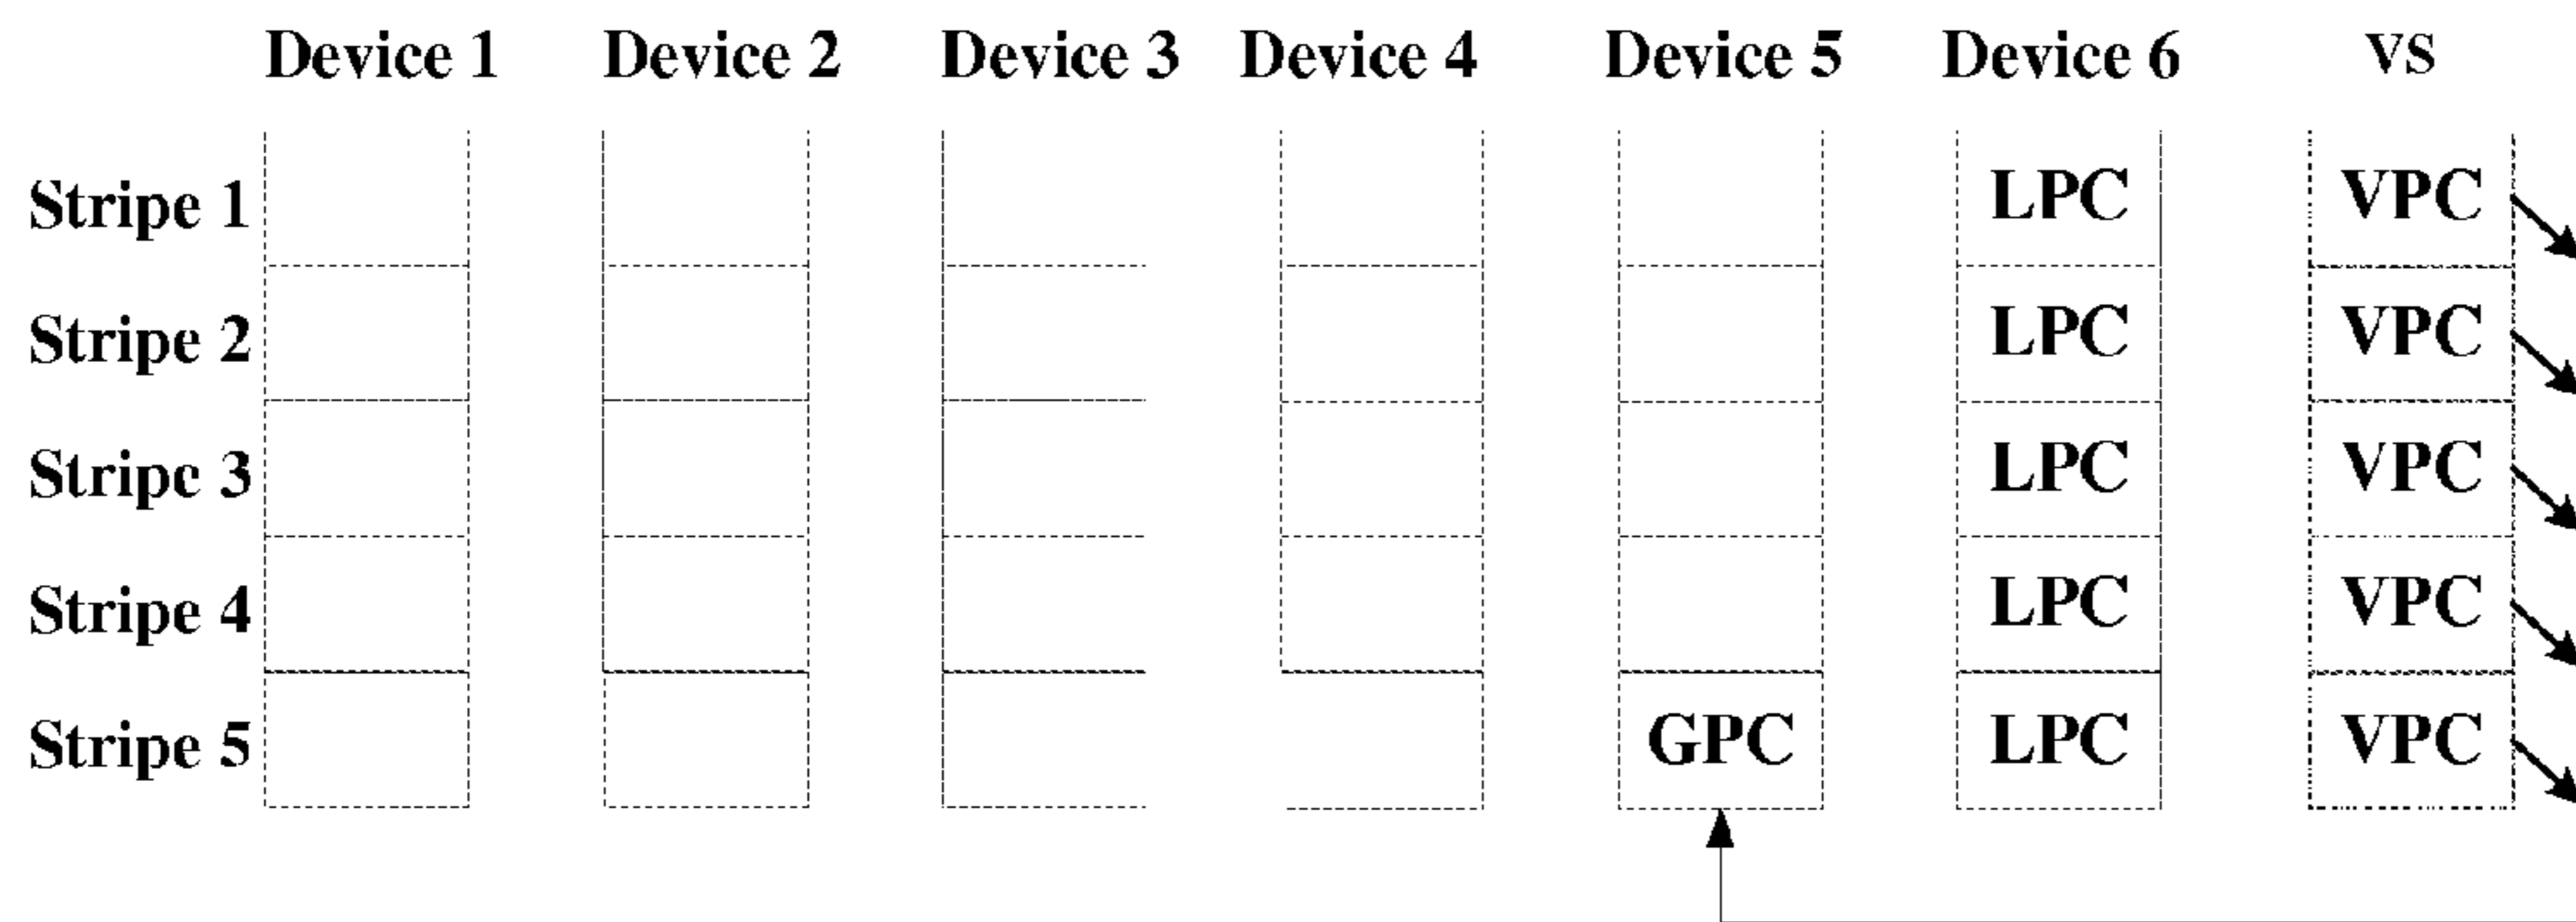 Device 1 Device 2 Device 3 Device 4 Device 5 Device 6 VS
Stripe 1 LPC VPC
Stripe 2 LPC VPC
Stripe 3 LPC VPC
Stripe 4 LPC VPC
Stripe 5 GPC LPC VPC